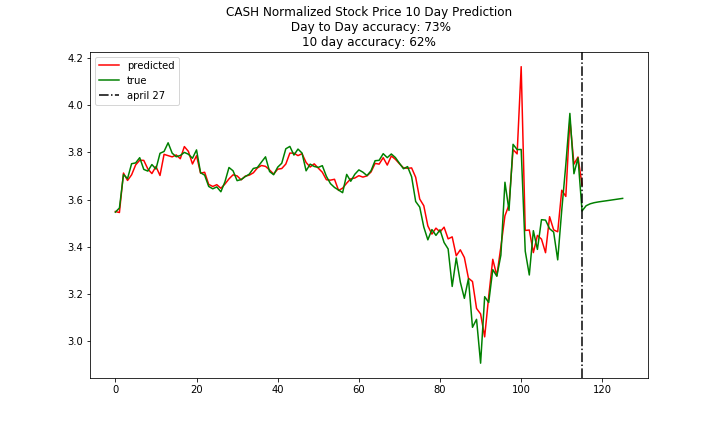 CASH Normalized Stock Price 10 Day Prediction
Day to Day accuracy: 73%
10 day accuracy: 62%
predicted
true
april 27
4.2
4.0
3.8
3.6
3.4
3.2
3.0
0 20 40 60 80 100 120